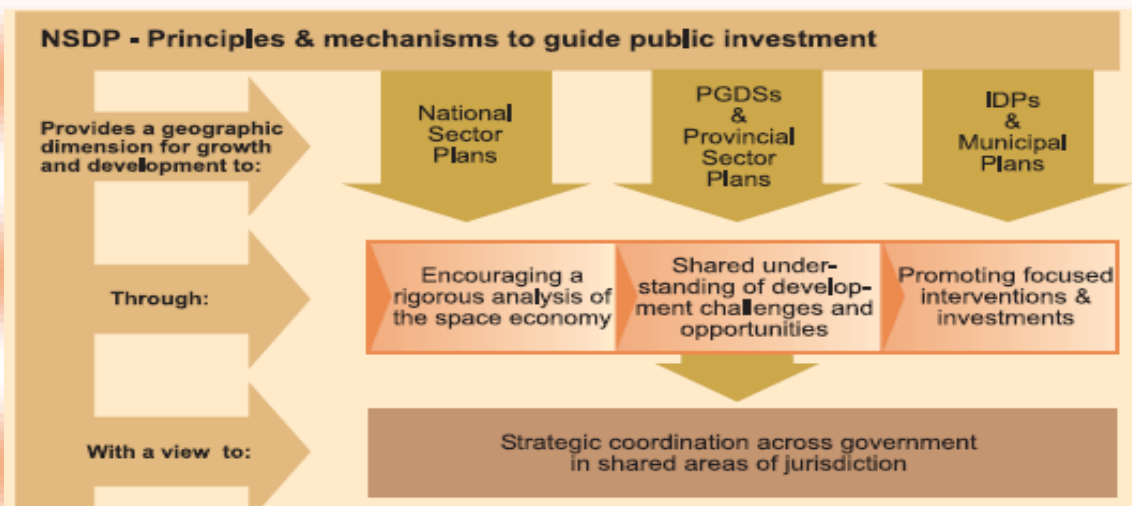 NSDP - Principles & mechanisms to guide public investment
Provides a geographic
dimension for growth
and development to:
National
Sector
Plans
PGDSs
&
Provincial
Sector
Plans
IDPs
&
Municipal
Plans
Through:
Encouraging a
rigorous analysis of
the space economy
Shared under-
standing of develop-
ment challenges and
opportunities
Promoting focused
interventions &
investments
With a view to:
Strategic coordination across government
in shared areas of jurisdiction